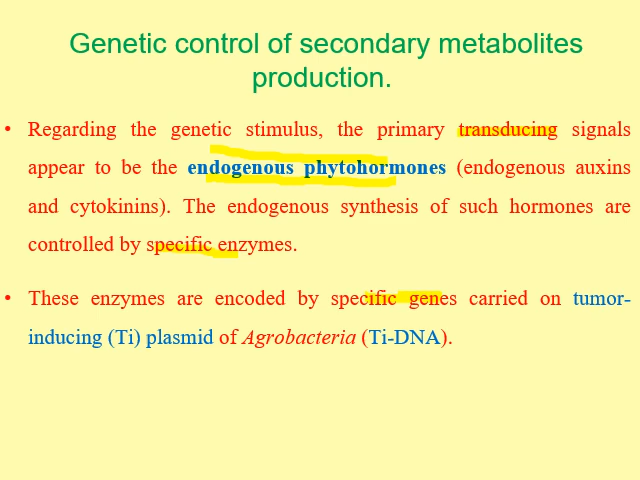 Genetic control of secondary metabolites
production.
• Regarding the genetic stimulus, the primary transducing signals
appear to be the endogenous phytohormones (endogenous auxins
and cytokinins). The endogenous synthesis of such hormones are
controlled by specific enzymes.
• These enzymes are encoded by specific genes carried on tumor-
inducing (Ti) plasmid of Agrobacteria (Ti-DNA).